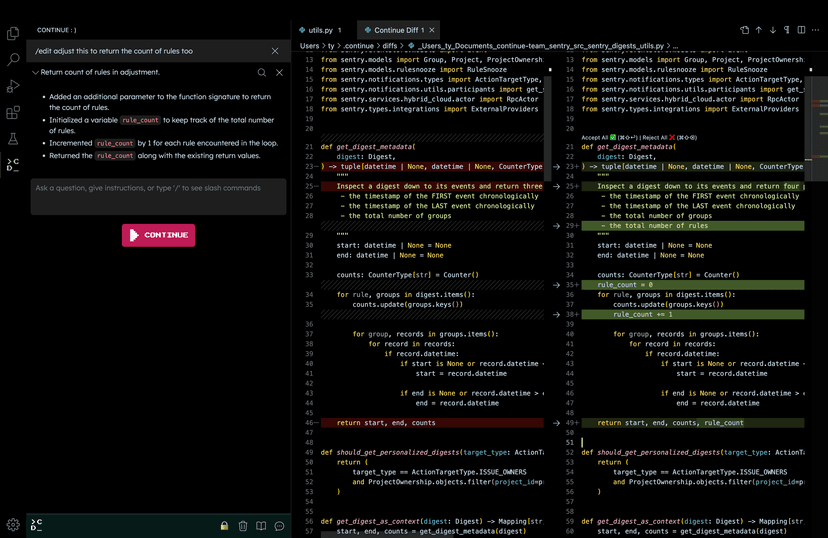 CONTINUE : )
/edit adjust this to return the count of rules too
Return count of rules in adjustment.
• Added an additional parameter to the function signature to return
the count of rules.
• Initialized a variable rule_count to keep track of the total number
of rules.
• Incremented rule_count by 1 for each rule encountered in the loop.
• Returned the rule_count along with the existing return values.
Ask a question, give instructions, or type '/' to see slash commands
CONTINUE
utils.py 1
Continue Diff 1
Users > ty > .continue > diffs > _Users_ty_Documents_continue-team_sentry_src_sentry_digests_utils.py > ...
14 from sentry.models import Group, Project, ProjectOwnersh
14 from sentry.models.rulesnooze import RuleSnooze
15 from sentry.notifications.types import ActionTargetType,
16 from sentry.notifications.utils.participants import get_s
17 from sentry.services.hybrid_cloud.actor import RpcActor
18 from sentry.types.integrations import ExternalProviders
19
20
21 def get_digest_metadata(
22 digest: Digest,
23— ) -> tuple[datetime | None, datetime | None, CounterType
24 """
25— Inspect a digest down to its events and return three
26 - the timestamp of the FIRST event chronologically
27 - the timestamp of the LAST event chronologically
28 - the total number of groups
29 """
30 start: datetime | None = None
31 end: datetime | None = None
32
33 counts: CounterType[str] = Counter()
34 for rule, groups in digest.items():
35 counts.update(groups.keys())
36
37 for group, records in groups.items():
38 for record in records:
39 if record.datetime:
40 if start is None or record.datetime
41 start = record.datetime
42
43 if end is None or record.datetime >
44 end = record.datetime
45
46— return start, end, counts
47
48
49 def should_get_personalized_digests(target_type: ActionTa
50 return (
51 target_type == ActionTargetType.ISSUE_OWNERS
52 and ProjectOwnership.objects.filter(project_id=p
53 )
54
55
56 def get_digest_as_context(digest: Digest) -> Mapping[str
57 start, end, counts = get_digest_metadata(digest)
13 from sentry.models import Group, Project, ProjectOwnersh
14 from sentry.models.rulesnooze import RuleSnooze
15 from sentry.notifications.types import ActionTargetType,
16 from sentry.notifications.utils.participants import get_s
17 from sentry.services.hybrid_cloud.actor import RpcActor
18 from sentry.types.integrations import ExternalProviders
19
20
Accept All ✅ (⌘⇧↵) | Reject All ❌ (⌘⇧⌫)
21 def get_digest_metadata(
22 digest: Digest,
23+ ) -> tuple[datetime | None, datetime | None, CounterType
24 """
25+ Inspect a digest down to its events and return four
26 - the timestamp of the FIRST event chronologically
27 - the timestamp of the LAST event chronologically
28 - the total number of groups
29+ - the total number of rules
30 """
31 start: datetime | None = None
32 end: datetime | None = None
33
34 counts: CounterType[str] = Counter()
35+ rule_count = 0
36 for rule, groups in digest.items():
37 counts.update(groups.keys())
38+ rule_count += 1
39
40 for group, records in groups.items():
41 for record in records:
42 if record.datetime:
43 if start is None or record.datetime
44 start = record.datetime
45
46 if end is None or record.datetime >
47 end = record.datetime
48
49+ return start, end, counts, rule_count
50
51
52 def should_get_personalized_digests(target_type: ActionTa
53 return (
54 target_type == ActionTargetType.ISSUE_OWNERS
55 and ProjectOwnership.objects.filter(project_id=p
56 )
57
58
59 def get_digest_as_context(digest: Digest) -> Mapping[str
60 start, end, counts = get_digest_metadata(digest)